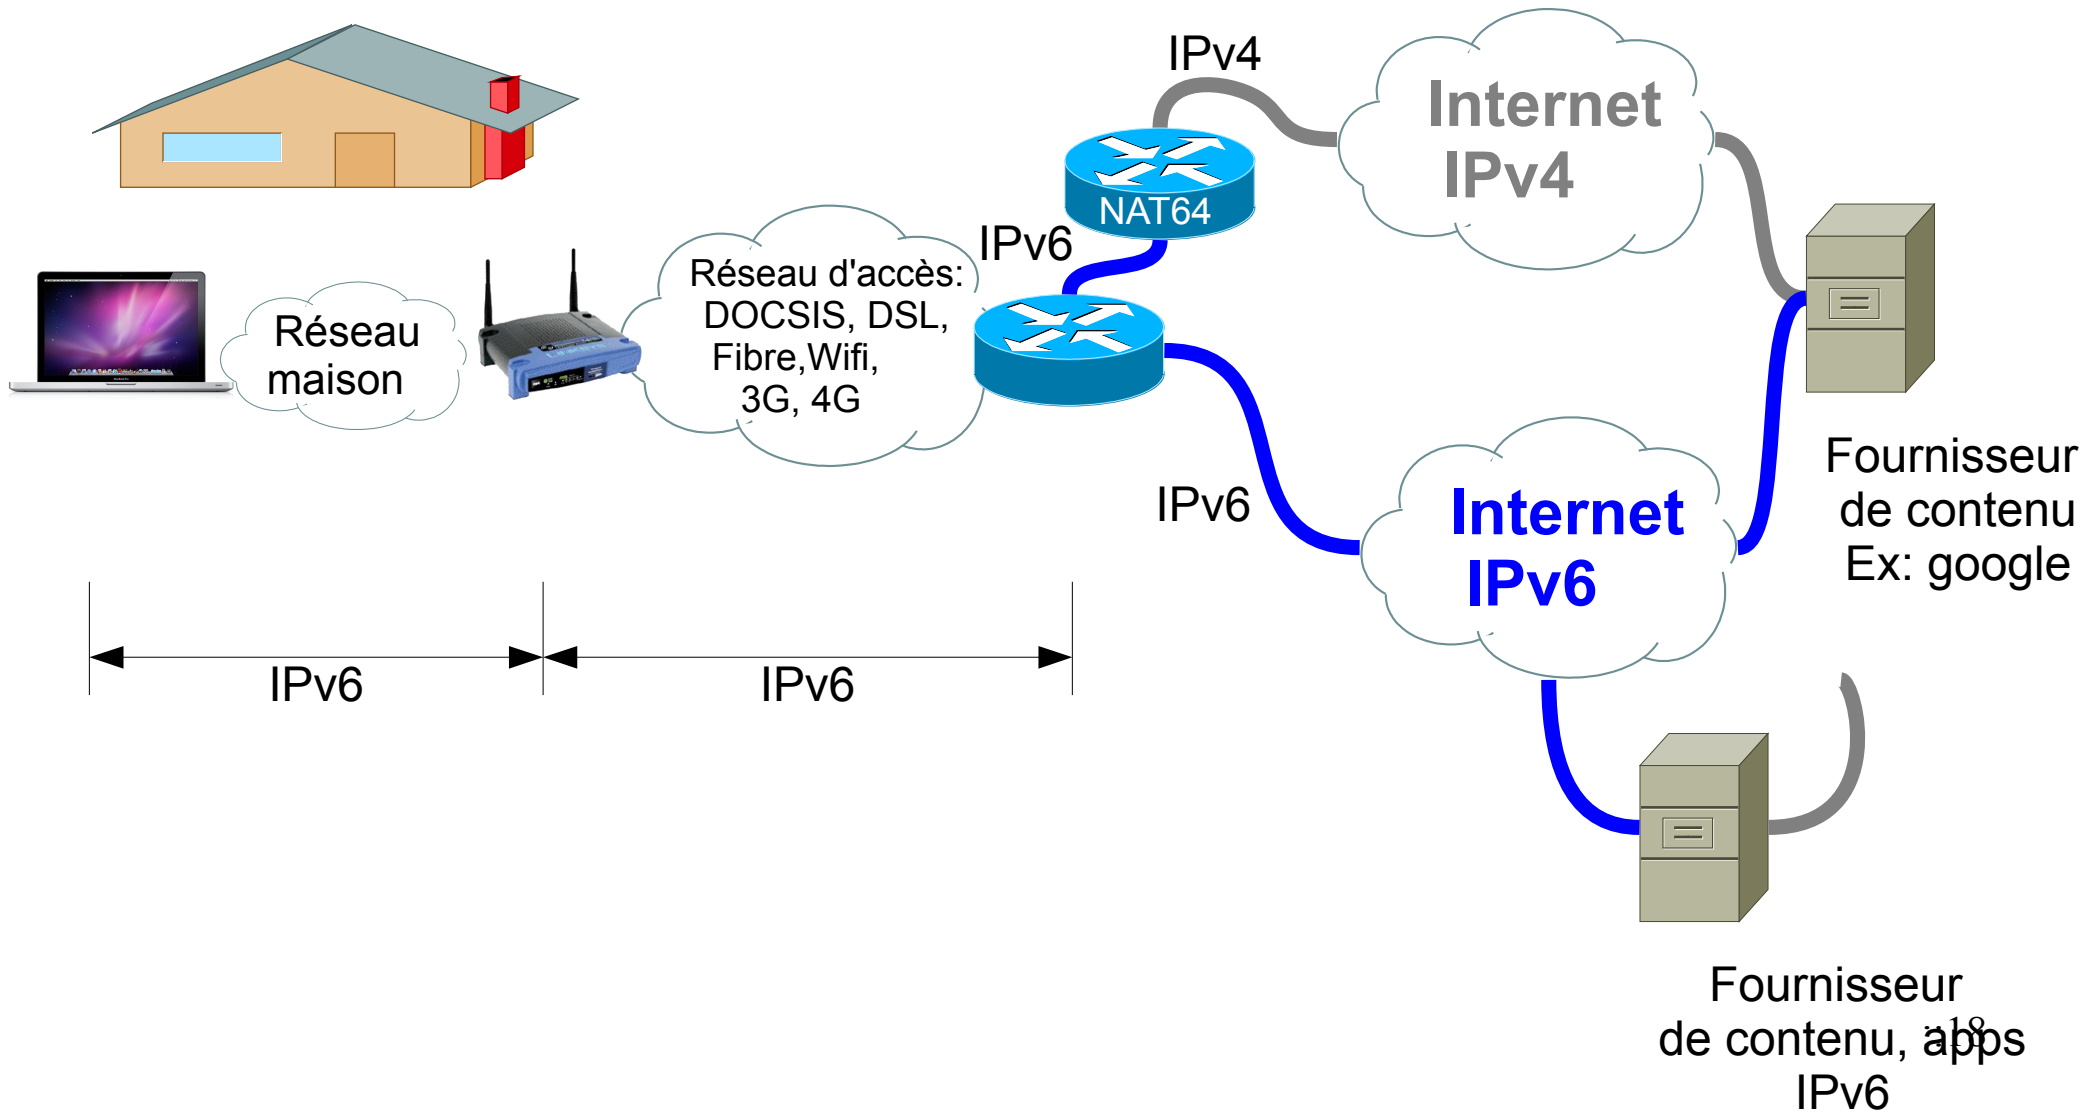 IPv4
Internet
IPv4
NAT64
IPv6
Réseau d'accès:
DOCSIS, DSL,
Fibre,Wifi,
3G, 4G
Réseau
maison
Fournisseur
de contenu
Ex: google
IPv6
Internet
IPv6
IPv6
IPv6
Fournisseur
de contenu, apps
IPv6
::18